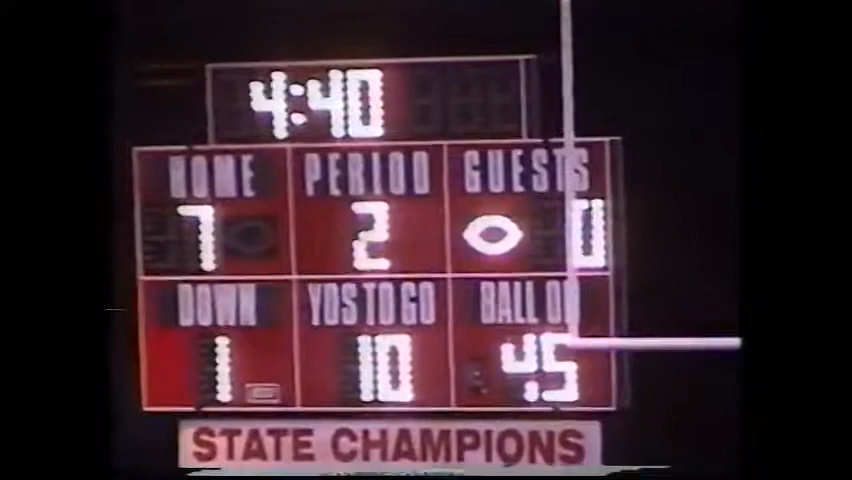 4:40
HOME PERIOD GUESTS
7 2 0
DOWN YDS TO GO BALL ON
1 10 45
STATE CHAMPIONS